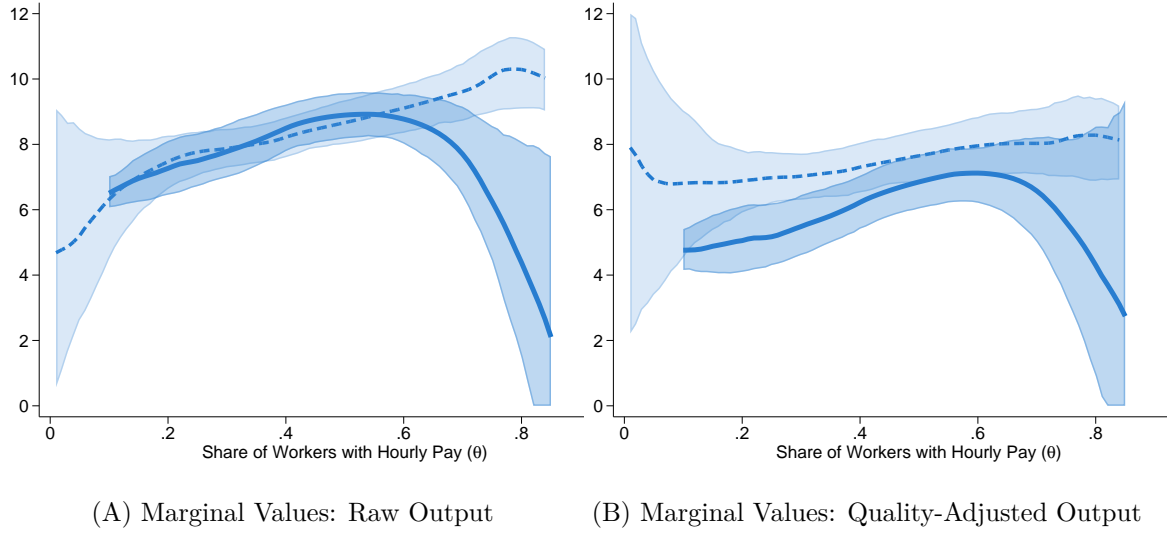 12
10
8
6
4
2
0
0 .2 .4 .6 .8
Share of Workers with Hourly Pay (θ)
(A) Marginal Values: Raw Output
12
10
8
6
4
2
0
0 .2 .4 .6 .8
Share of Workers with Hourly Pay (θ)
(B) Marginal Values: Quality-Adjusted Output